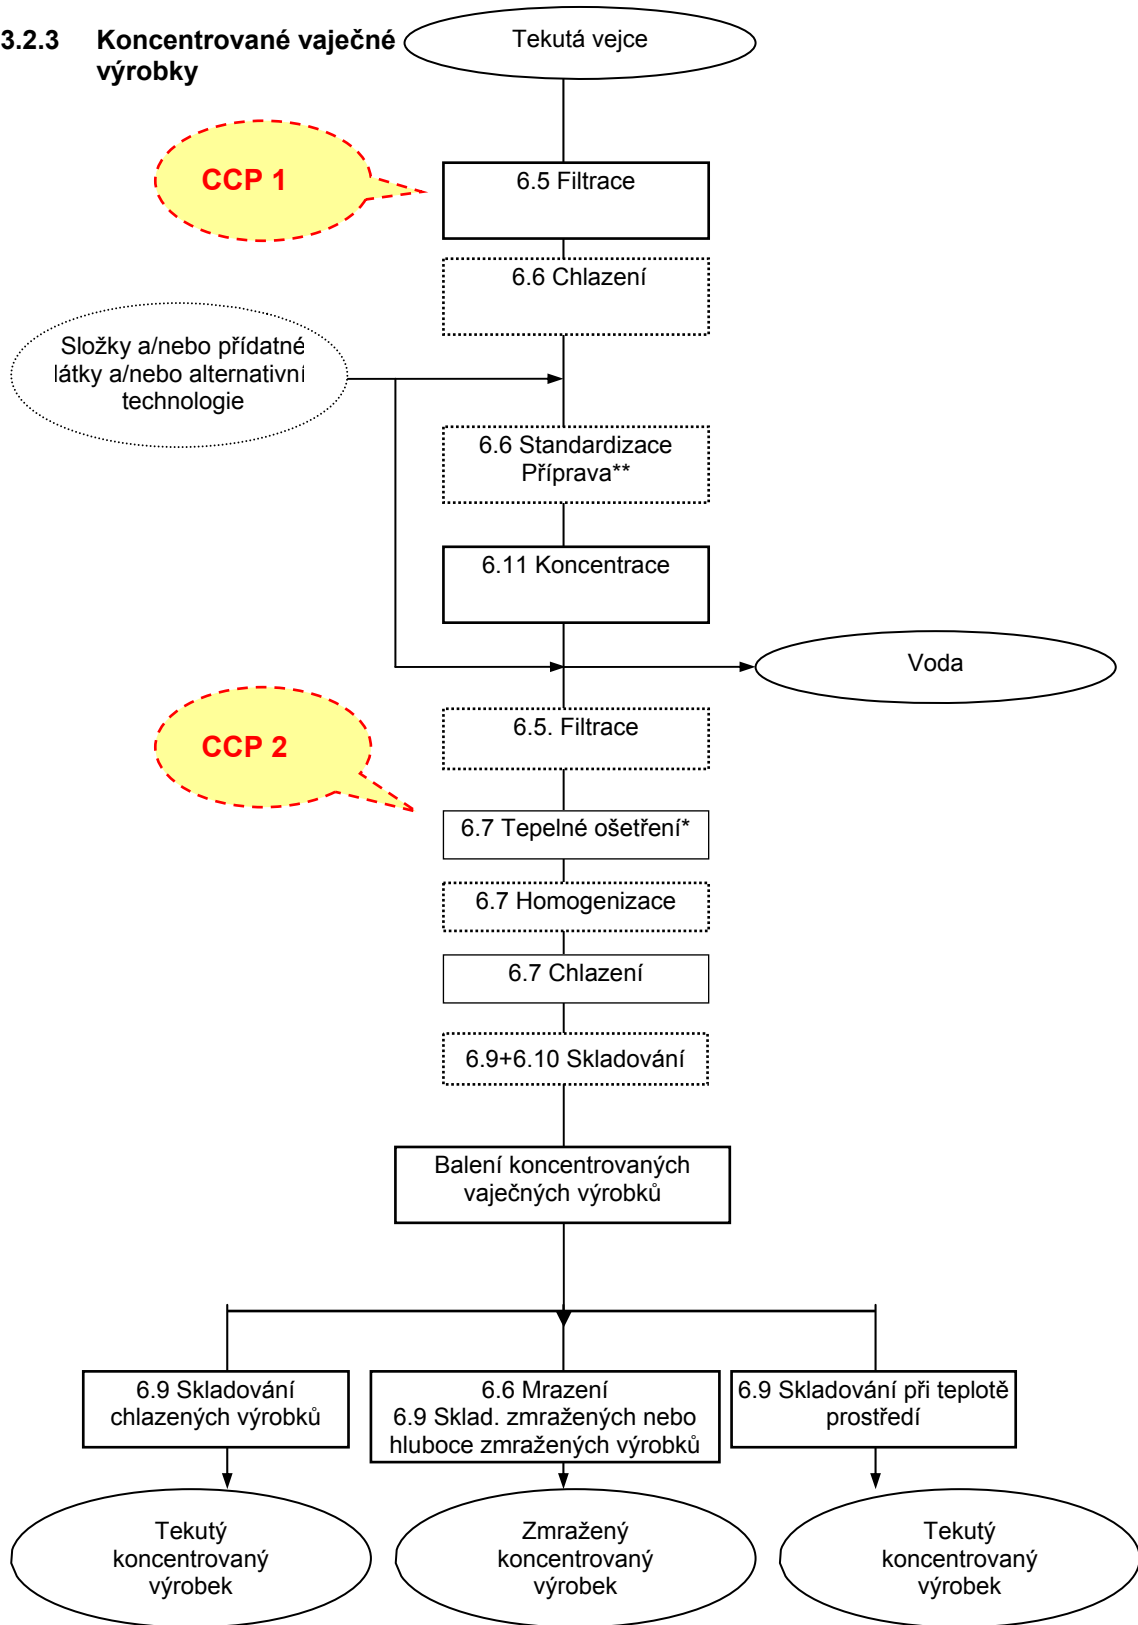 3.2.3 Koncentrované vaječné
výrobky
Tekutá vejce
CCP 1
6.5 Filtrace
6.6 Chlazení
Složky a/nebo přídatné
látky a/nebo alternativní
technologie
6.6 Standardizace
Příprava**
6.11 Koncentrace
Voda
CCP 2
6.5. Filtrace
6.7 Tepelné ošetření*
6.7 Homogenizace
6.7 Chlazení
6.9+6.10 Skladování
Balení koncentrovaných
vaječných výrobků
6.9 Skladování
chlazených výrobků
6.6 Mrazení
6.9 Sklad. zmražených nebo
hluboce zmražených výrobků
6.9 Skladování při teplotě
prostředí
Tekutý
koncentrovaný
výrobek
Zmražený
koncentrovaný
výrobek
Tekutý
koncentrovaný
výrobek